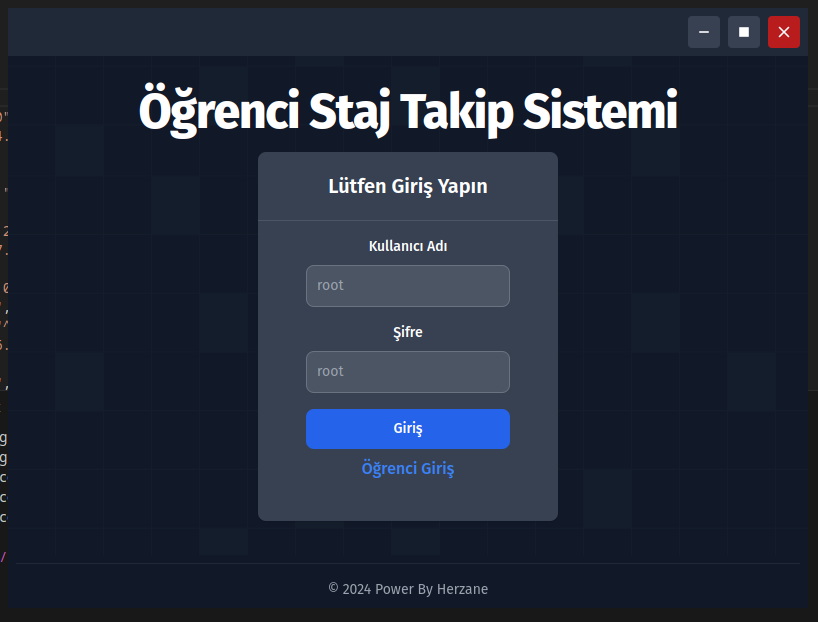 Öğrenci Staj Takip Sistemi
Lütfen Giriş Yapın
Kullanıcı Adı
root
Şifre
root
Giriş
Öğrenci Giriş
© 2024 Power By Herzane